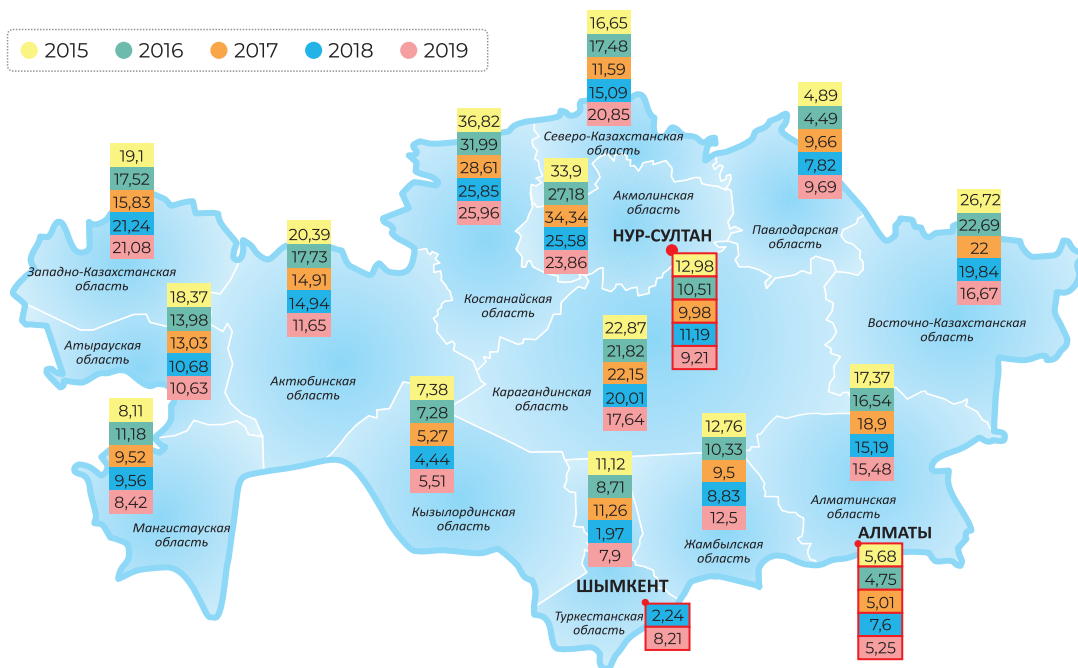 2015 2016 2017 2018 2019
16,65
17,48
11,59
15,09
20,85
Северо-Казахстанская
область
4,89
4,49
9,66
7,82
9,69
Павлодарская
область
36,82
31,99
28,61
25,85
25,96
Костанайская
область
33,9
27,18
34,34
25,58
23,86
Акмолинская
область
НУР-СУЛТАН
12,98
10,51
9,98
11,19
9,21
19,1
17,52
15,83
21,24
21,08
Западно-Казахстанская
область
20,39
17,73
14,91
14,94
11,65
Актюбинская
область
26,72
22,69
22
19,84
16,67
Восточно-Казахстанская
область
18,37
13,98
13,03
10,68
10,63
Атырауская
область
22,87
21,82
22,15
20,01
17,64
Карагандинская
область
8,11
11,18
9,52
9,56
8,42
Мангистауская
область
7,38
7,28
5,27
4,44
5,51
Кызылординская
область
17,37
16,54
18,9
15,19
15,48
Алматинская
область
12,76
10,33
9,5
8,83
12,5
Жамбылская
область
11,12
8,71
11,26
1,97
7,9
Туркестанская
область
ШЫМКЕНТ
2,24
8,21
АЛМАТЫ
5,68
4,75
5,01
7,6
5,25